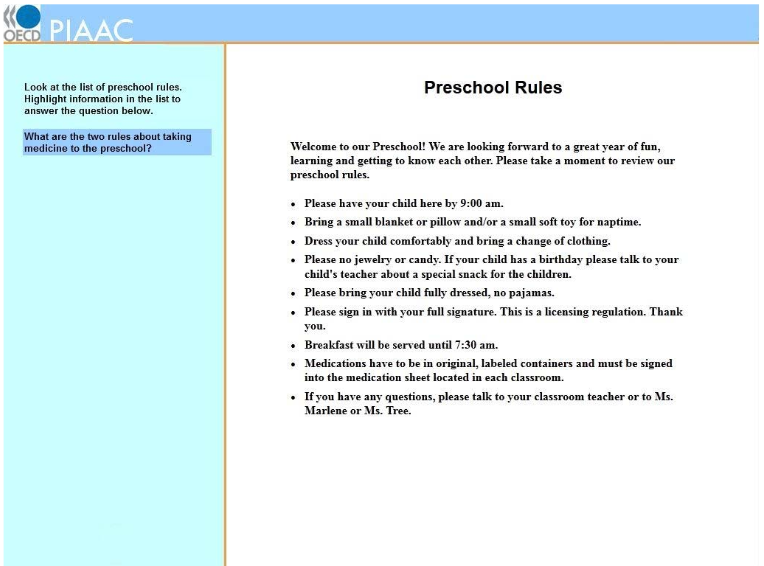 OECD PIAAC
Look at the list of preschool rules.
Highlight information in the list to
answer the question below.
What are the two rules about taking
medicine to the preschool?
Preschool Rules
Welcome to our Preschool! We are looking forward to a great year of fun,
learning and getting to know each other. Please take a moment to review our
preschool rules.
• Please have your child here by 9:00 am.
• Bring a small blanket or pillow and/or a small soft toy for naptime.
• Dress your child comfortably and bring a change of clothing.
• Please no jewelry or candy. If your child has a birthday please talk to your
child's teacher about a special snack for the children.
• Please bring your child fully dressed, no pajamas.
• Please sign in with your full signature. This is a licensing regulation. Thank
you.
• Breakfast will be served until 7:30 am.
• Medications have to be in original, labeled containers and must be signed
into the medication sheet located in each classroom.
• If you have any questions, please talk to your classroom teacher or to Ms.
Marlene or Ms. Tree.